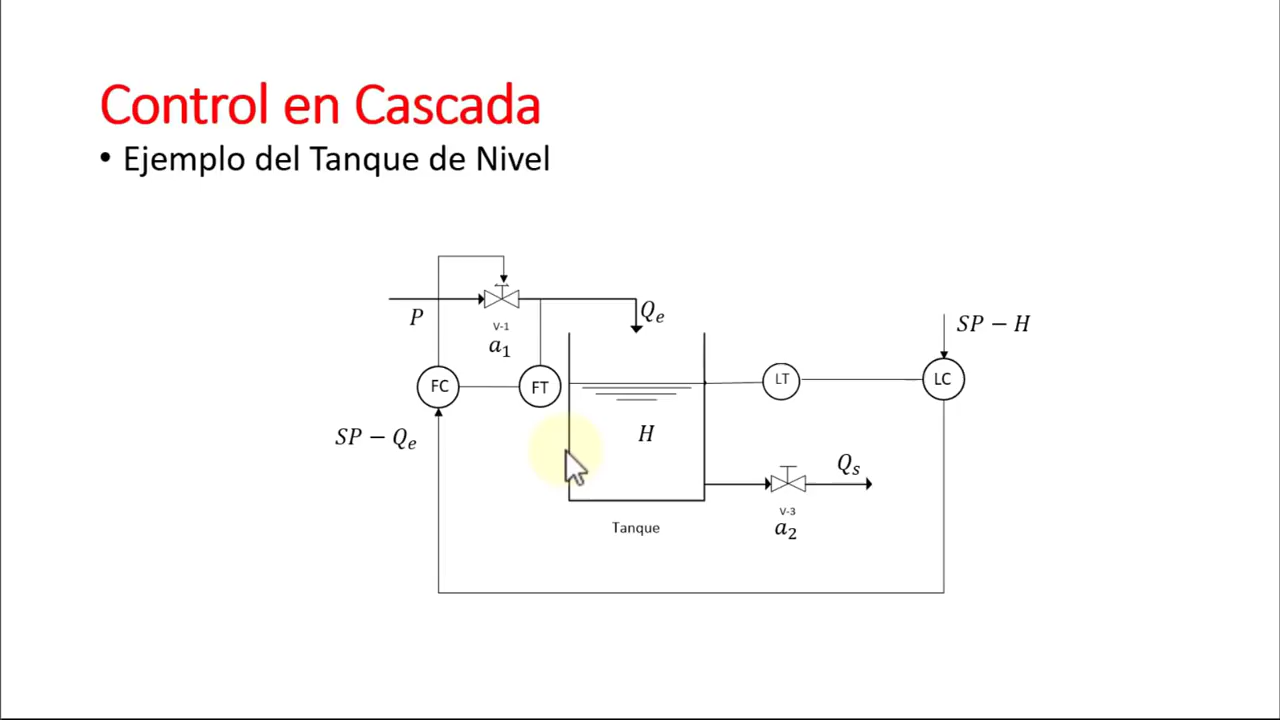 Control en Cascada
• Ejemplo del Tanque de Nivel
P
V-1
a₁
Qₑ
SP − H
FC
FT
LT
LC
SP − Qₑ
H
Qₛ
V-3
a₂
Tanque